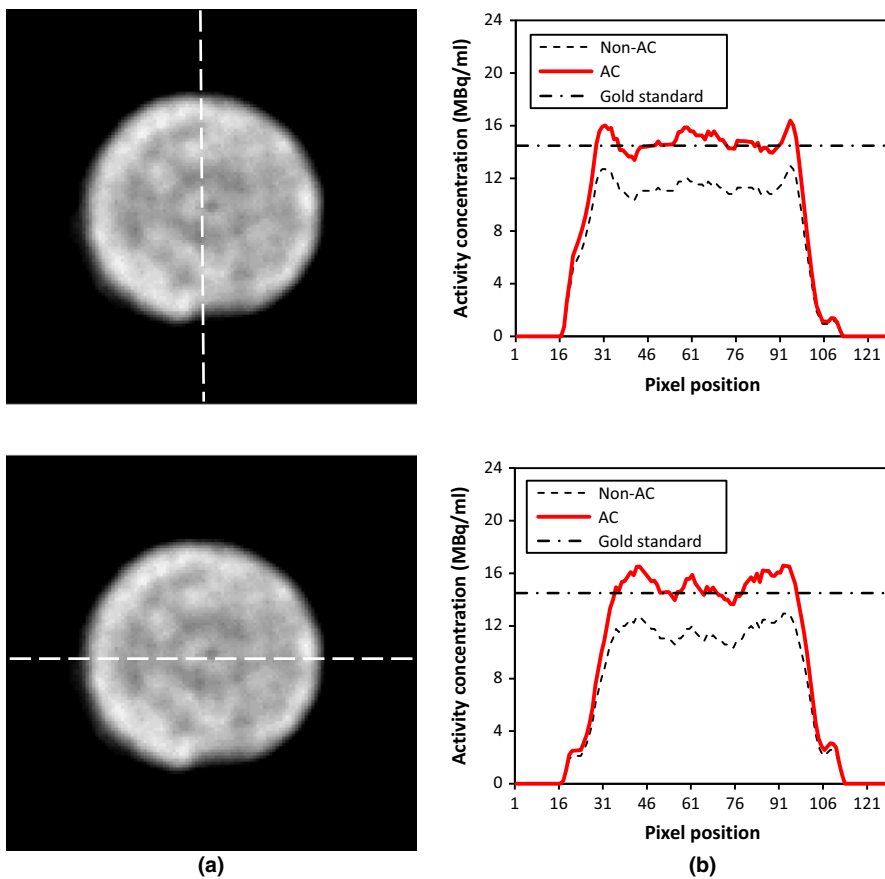 24
20
16
12
8
4
0
Activity concentration (MBq/ml)
Non-AC
AC
Gold standard
1 16 31 46 61 76 91 106 121
Pixel position
24
20
16
12
8
4
0
Activity concentration (MBq/ml)
Non-AC
AC
Gold standard
1 16 31 46 61 76 91 106 121
Pixel position
(a) (b)